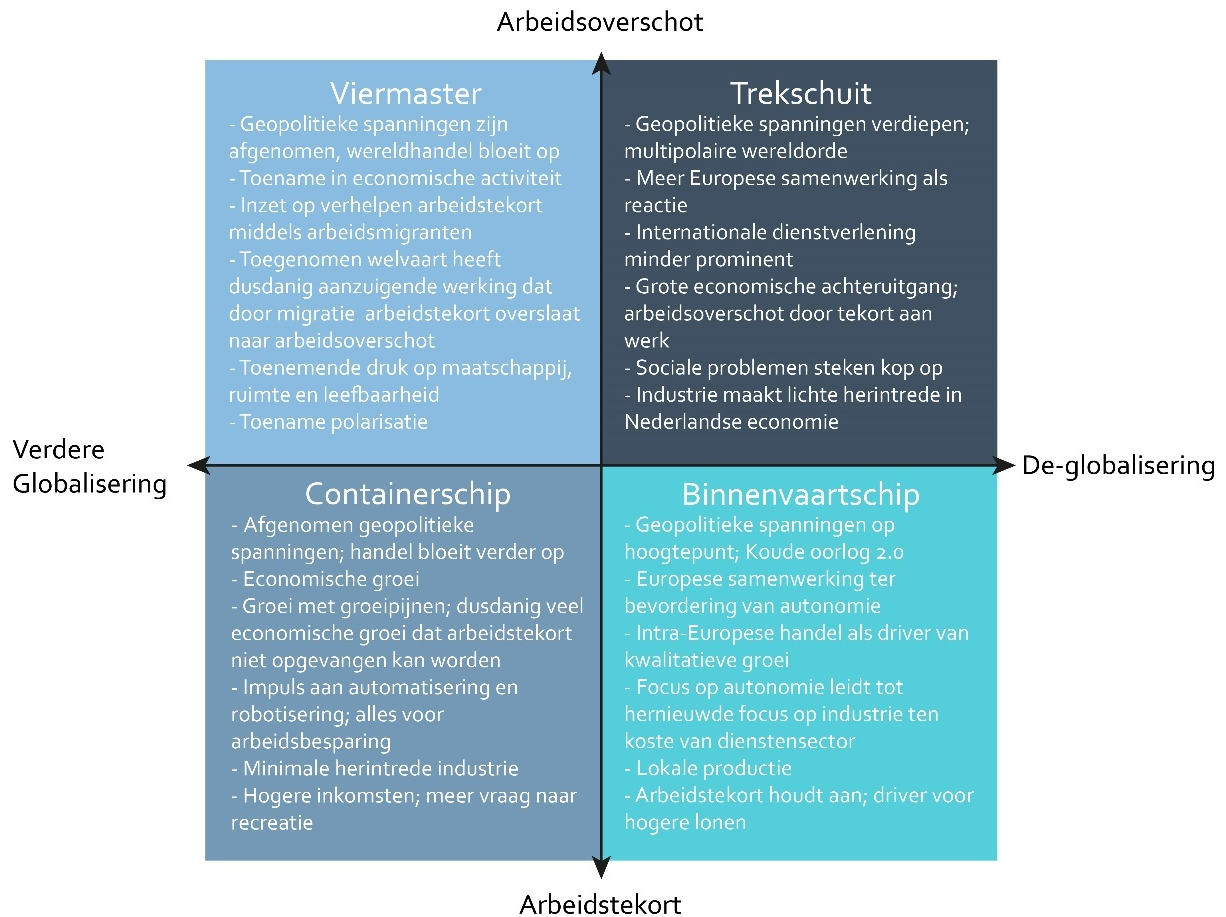 Arbeidsoverschot
Viermaster
- Geopolitieke spanningen zijn
afgenomen, wereldhandel bloeit op
- Toename in economische activiteit
- Inzet op verhelpen arbeidstekort
middels arbeidsmigranten
- Toegenomen welvaart heeft
dusdanig aanzuigende werking dat
door migratie arbeidstekort overslaat
naar arbeidsoverschot
- Toenemende druk op maatschappij,
ruimte en leefbaarheid
- Toename polarisatie
Trekschuit
- Geopolitieke spanningen verdiepen;
multipolaire wereldorde
- Meer Europese samenwerking als
reactie
- Internationale dienstverlening
minder prominent
- Grote economische achteruitgang;
arbeidsoverschot door tekort aan
werk
- Sociale problemen steken kop op
- Industrie maakt lichte herintrede in
Nederlandse economie
Verdere
Globalisering
De-globalisering
Containerschip
- Afgenomen geopolitieke
spanningen; handel bloeit verder op
- Economische groei
- Groei met groeipijnen; dusdanig veel
economische groei dat arbeidstekort
niet opgevangen kan worden
- Impuls aan automatisering en
robotisering; alles voor
arbeidsbesparing
- Minimale herintrede industrie
- Hogere inkomsten; meer vraag naar
recreatie
Binnenvaartschip
- Geopolitieke spanningen op
hoogtepunt; Koude oorlog 2.0
- Europese samenwerking ter
bevordering van autonomie
- Intra-Europese handel als driver van
kwalitatieve groei
- Focus op autonomie leidt tot
hernieuwde focus op industrie ten
koste van dienstensector
- Lokale productie
- Arbeidstekort houdt aan; driver voor
hogere lonen
Arbeidstekort